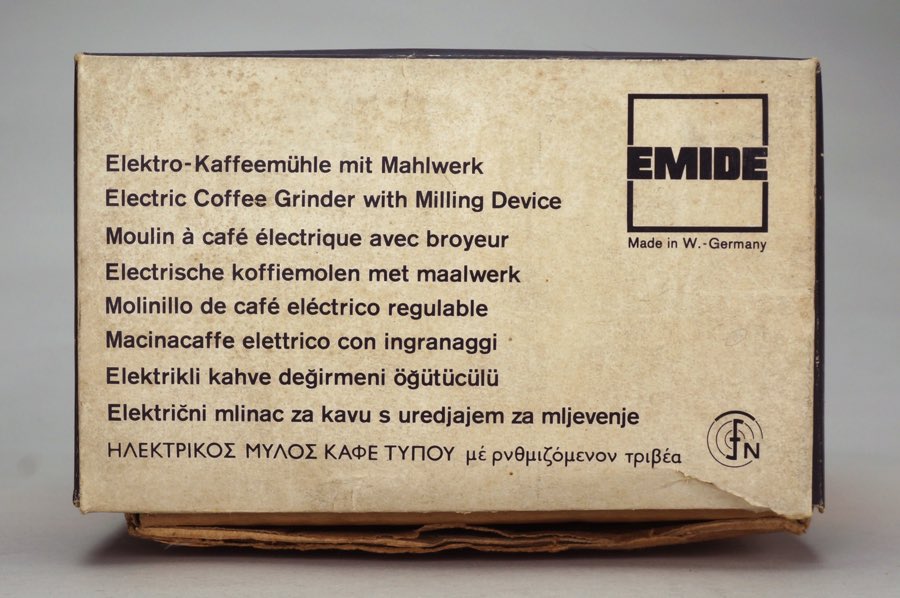 Elektro-Kaffeemühle mit Mahlwerk
Electric Coffee Grinder with Milling Device
Moulin à café électrique avec broyeur
Electrische koffiemolen met maalwerk
Molinillo de café eléctrico regulable
Macinacaffe elettrico con ingranaggi
Elektrikli kahve değirmeni öğütücülü
Električni mlinac za kavu s uredjajem za mljevenje
ΗΛΕΚΤΡΙΚΟΣ ΜΥΛΟΣ ΚΑΦΕ ΤΥΠΟΥ μέ ρνθμιζόμενον τριβέα
EMIDE
Made in W.-Germany